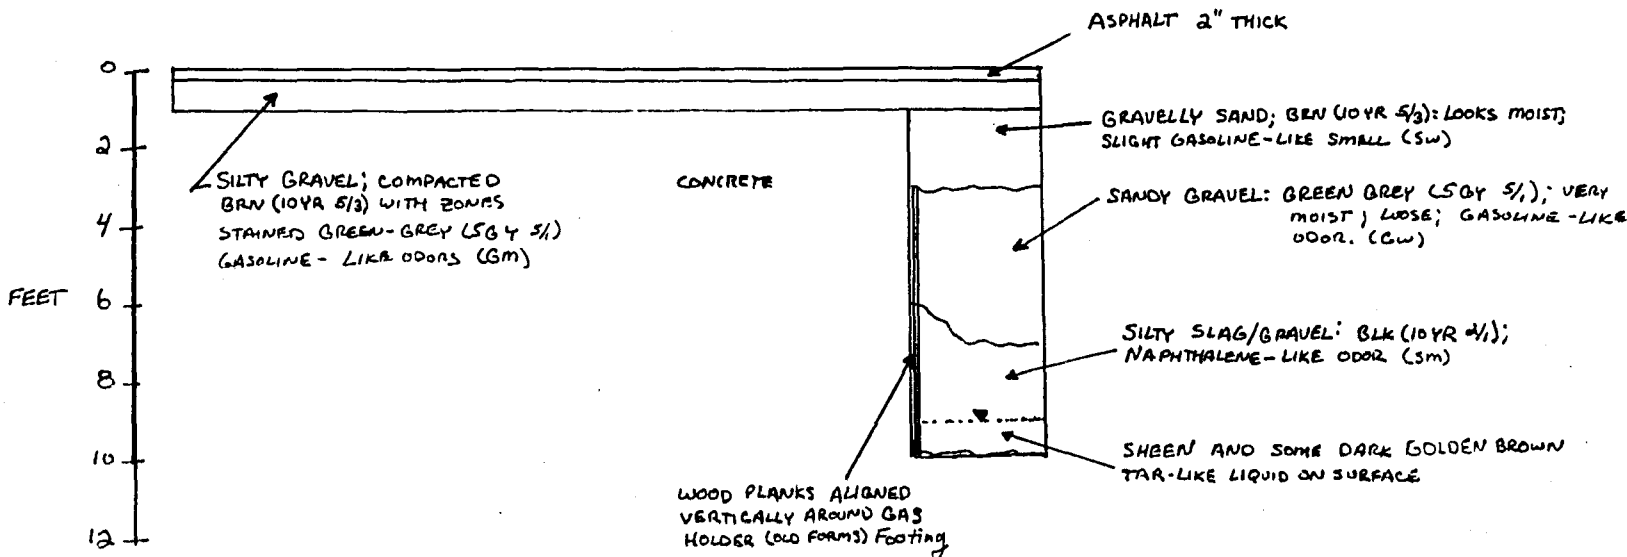 ASPHALT 2" THICK
0
2
4
6
8
10
12
FEET
SILTY GRAVEL; COMPACTED
BRN (10YR 5/3) WITH ZONES
STAINED GREEN-GREY (5GY 5/1)
GASOLINE - LIKE ODORS (GM)
CONCRETE
GRAVELLY SAND; BRN (10YR 5/3): LOOKS MOIST;
SLIGHT GASOLINE-LIKE SMALL (SW)
SANDY GRAVEL: GREEN GREY (5GY 5/1); VERY
MOIST; LOOSE; GASOLINE-LIKE
ODOR. (GW)
SILTY SLAG/GRAVEL: BLK (10YR 2/1);
NAPHTHALENE-LIKE ODOR (SM)
SHEEN AND SOME DARK GOLDEN BROWN
TAR-LIKE LIQUID ON SURFACE
WOOD PLANKS ALIGNED
VERTICALLY AROUND GAS
HOLDER (OLD FORMS) Footing